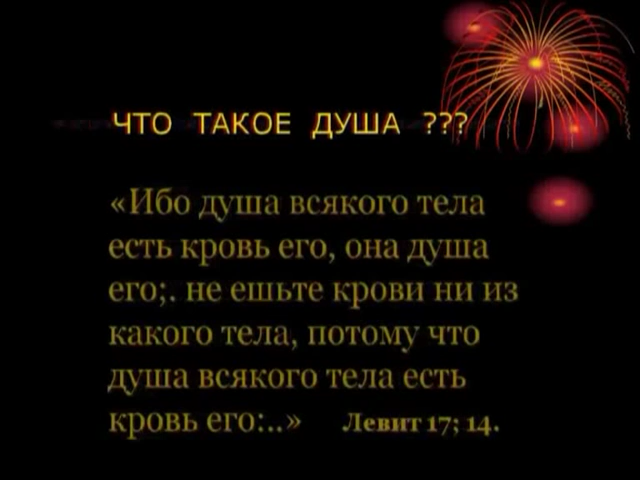 ЧТО ТАКОЕ ДУША ???
«Ибо душа всякого тела
есть кровь его, она душа
его;. не ешьте крови ни из
какого тела, потому что
душа всякого тела есть
кровь его:..» Левит 17; 14.